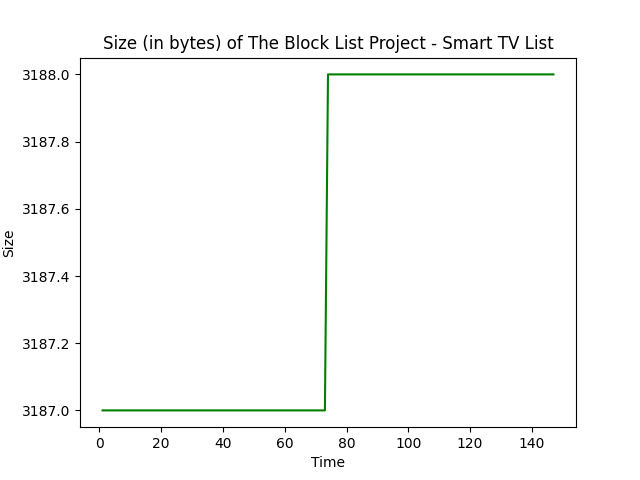 Size (in bytes) of The Block List Project - Smart TV List
3188.0
3187.8
3187.6
3187.4
3187.2
3187.0
Size
0 20 40 60 80 100 120 140
Time